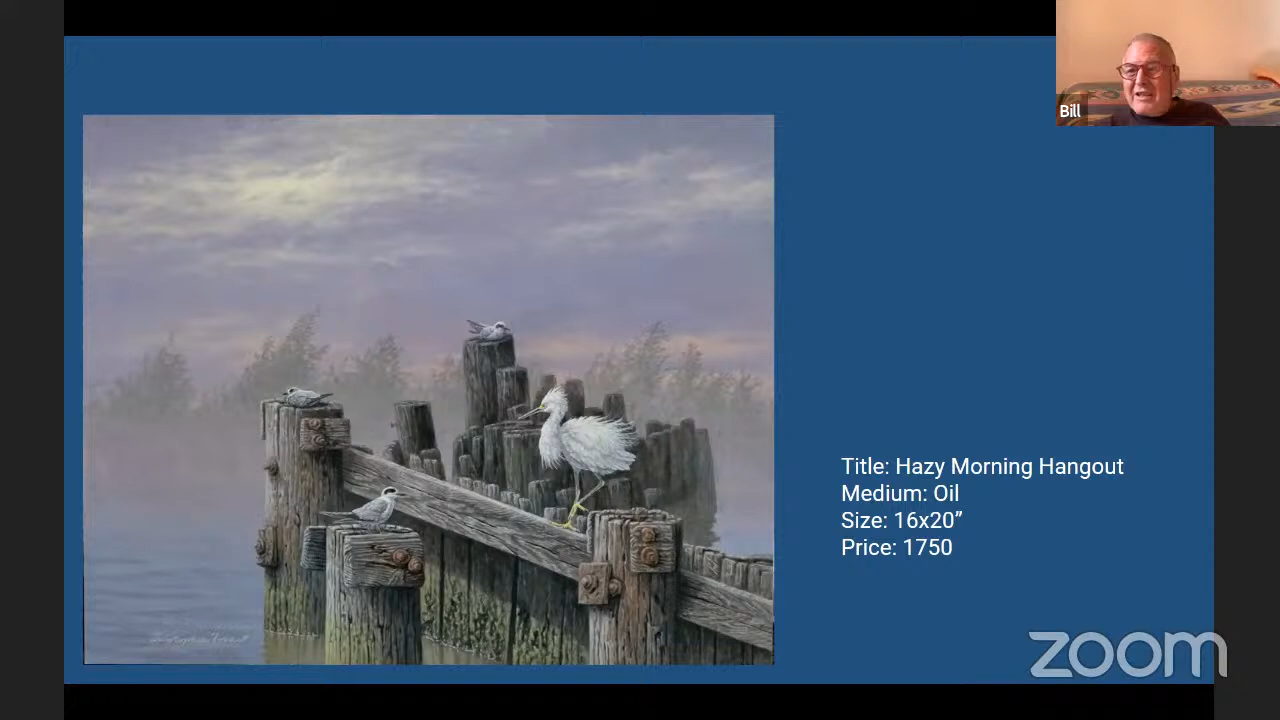 Bill
Title: Hazy Morning Hangout
Medium: Oil
Size: 16x20”
Price: 1750
zoom